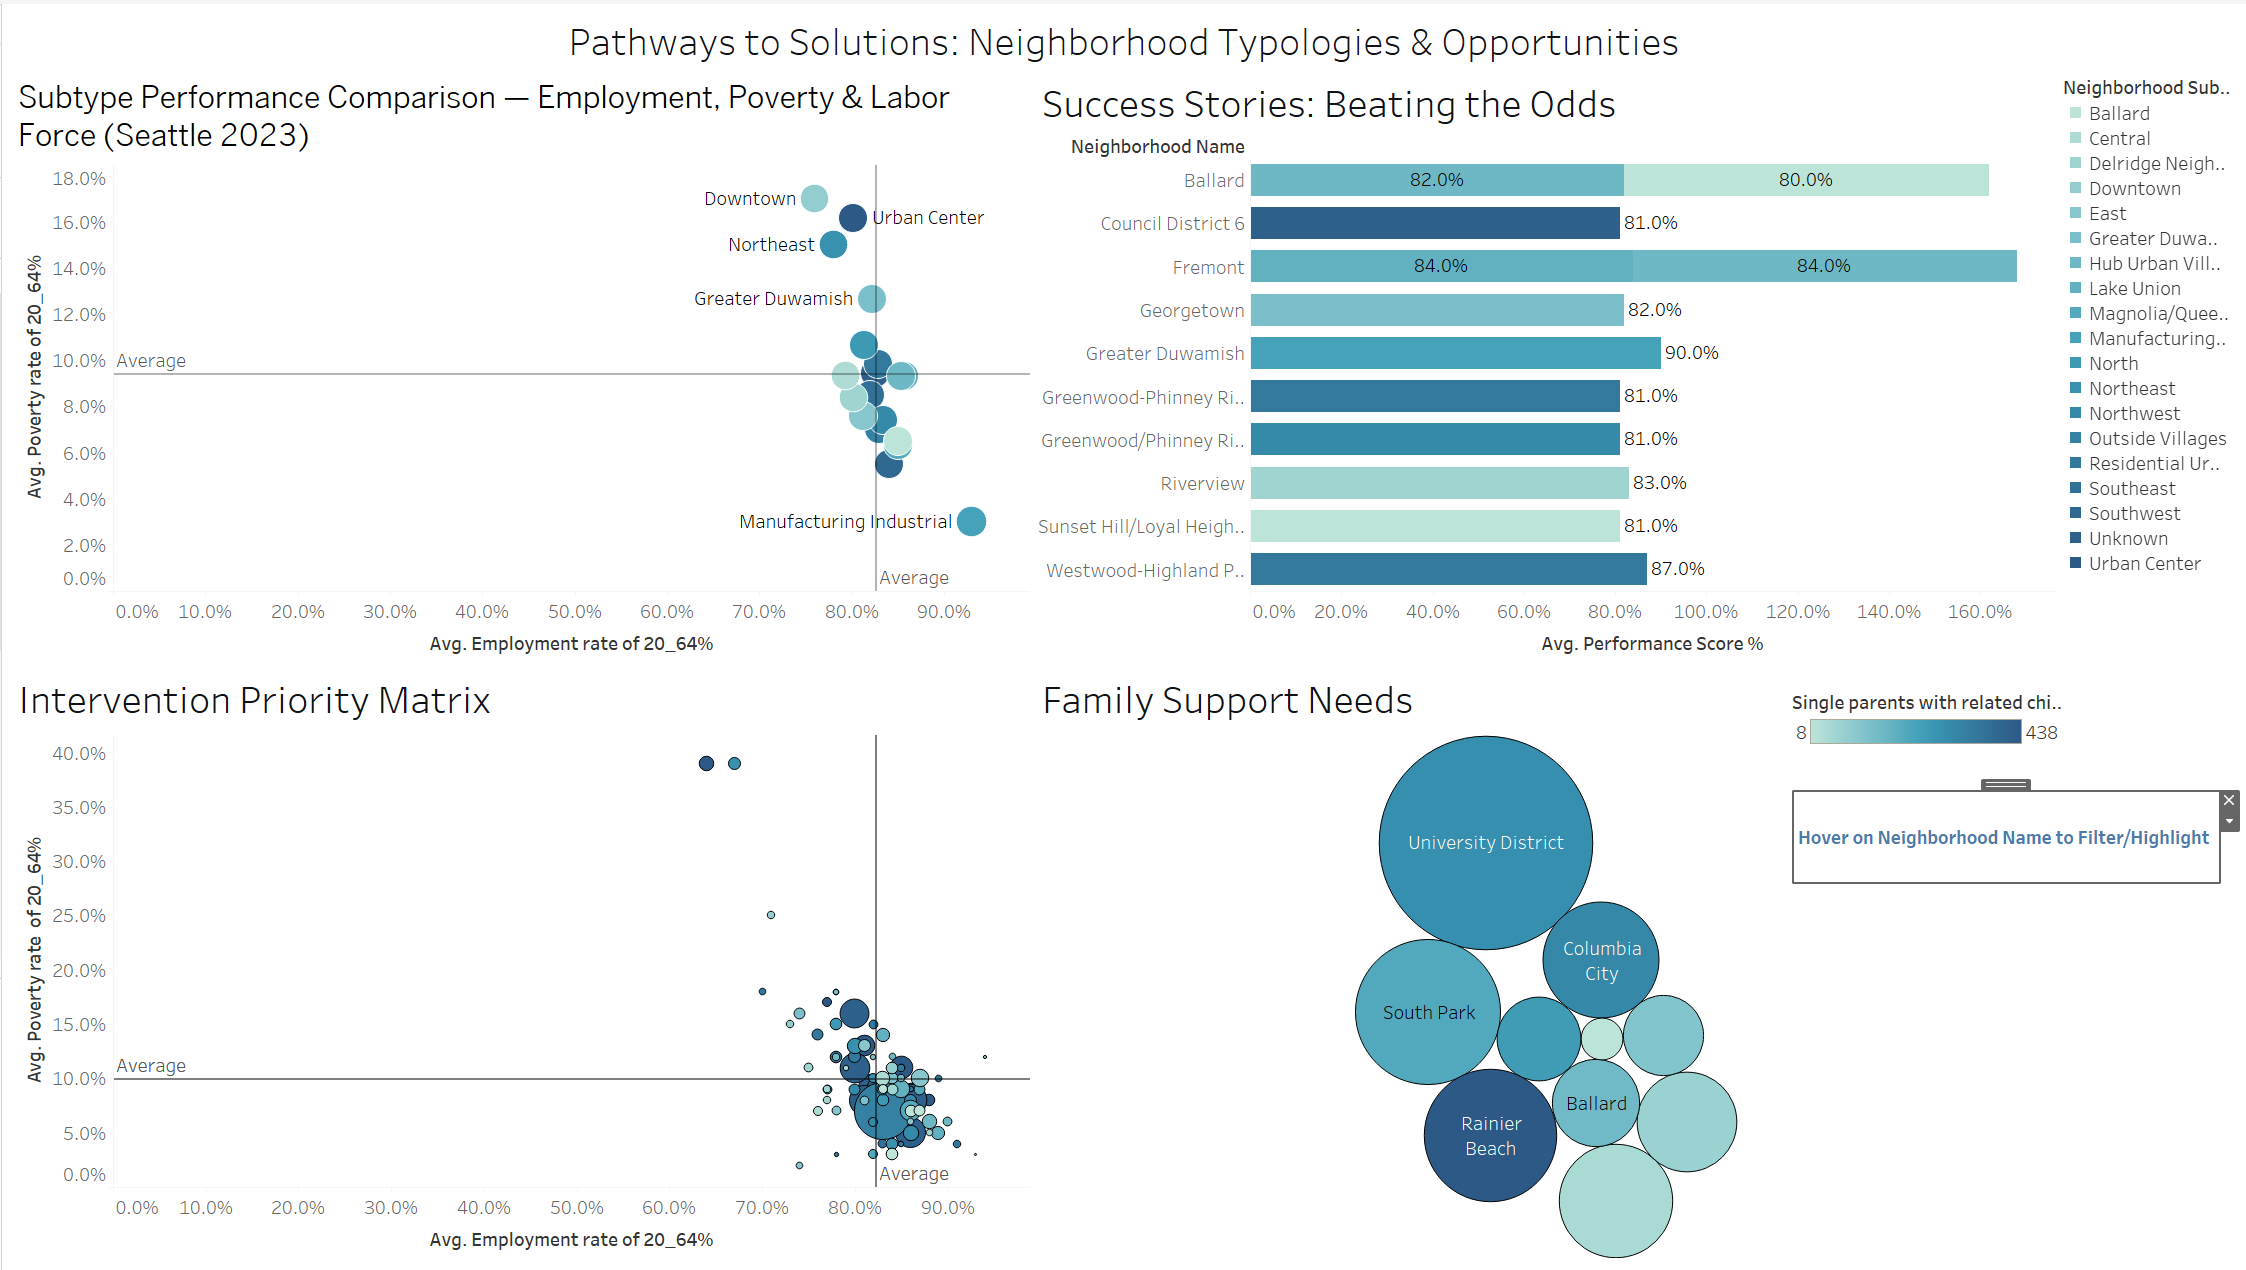 Pathways to Solutions: Neighborhood Typologies & Opportunities
Subtype Performance Comparison — Employment, Poverty & Labor
Force (Seattle 2023)
Avg. Poverty rate of 20_64%
18.0%
16.0%
14.0%
12.0%
10.0%
8.0%
6.0%
4.0%
2.0%
0.0%
Downtown
Urban Center
Northeast
Greater Duwamish
Average
Manufacturing Industrial
Average
0.0%
10.0%
20.0%
30.0%
40.0%
50.0%
60.0%
70.0%
80.0%
90.0%
Avg. Employment rate of 20_64%
Success Stories: Beating the Odds
Neighborhood Name
Ballard 82.0% 80.0%
Council District 6 81.0%
Fremont 84.0% 84.0%
Georgetown 82.0%
Greater Duwamish 90.0%
Greenwood-Phinney Ri.. 81.0%
Greenwood/Phinney Ri.. 81.0%
Riverview 83.0%
Sunset Hill/Loyal Heigh.. 81.0%
Westwood-Highland P.. 87.0%
0.0% 20.0% 40.0% 60.0% 80.0% 100.0% 120.0% 140.0% 160.0%
Avg. Performance Score %
Neighborhood Sub..
Ballard
Central
Delridge Neigh..
Downtown
East
Greater Duwa..
Hub Urban Vill..
Lake Union
Magnolia/Quee..
Manufacturing..
North
Northeast
Northwest
Outside Villages
Residential Ur..
Southeast
Southwest
Unknown
Urban Center
Intervention Priority Matrix
Avg. Poverty rate of 20_64%
40.0%
35.0%
30.0%
25.0%
20.0%
15.0%
10.0%
5.0%
0.0%
Average
Average
0.0% 10.0% 20.0% 30.0% 40.0% 50.0% 60.0% 70.0% 80.0% 90.0%
Avg. Employment rate of 20_64%
Family Support Needs
University District
Columbia
City
South Park
Ballard
Rainier
Beach
Single parents with related chi..
8 438
Hover on Neighborhood Name to Filter/Highlight